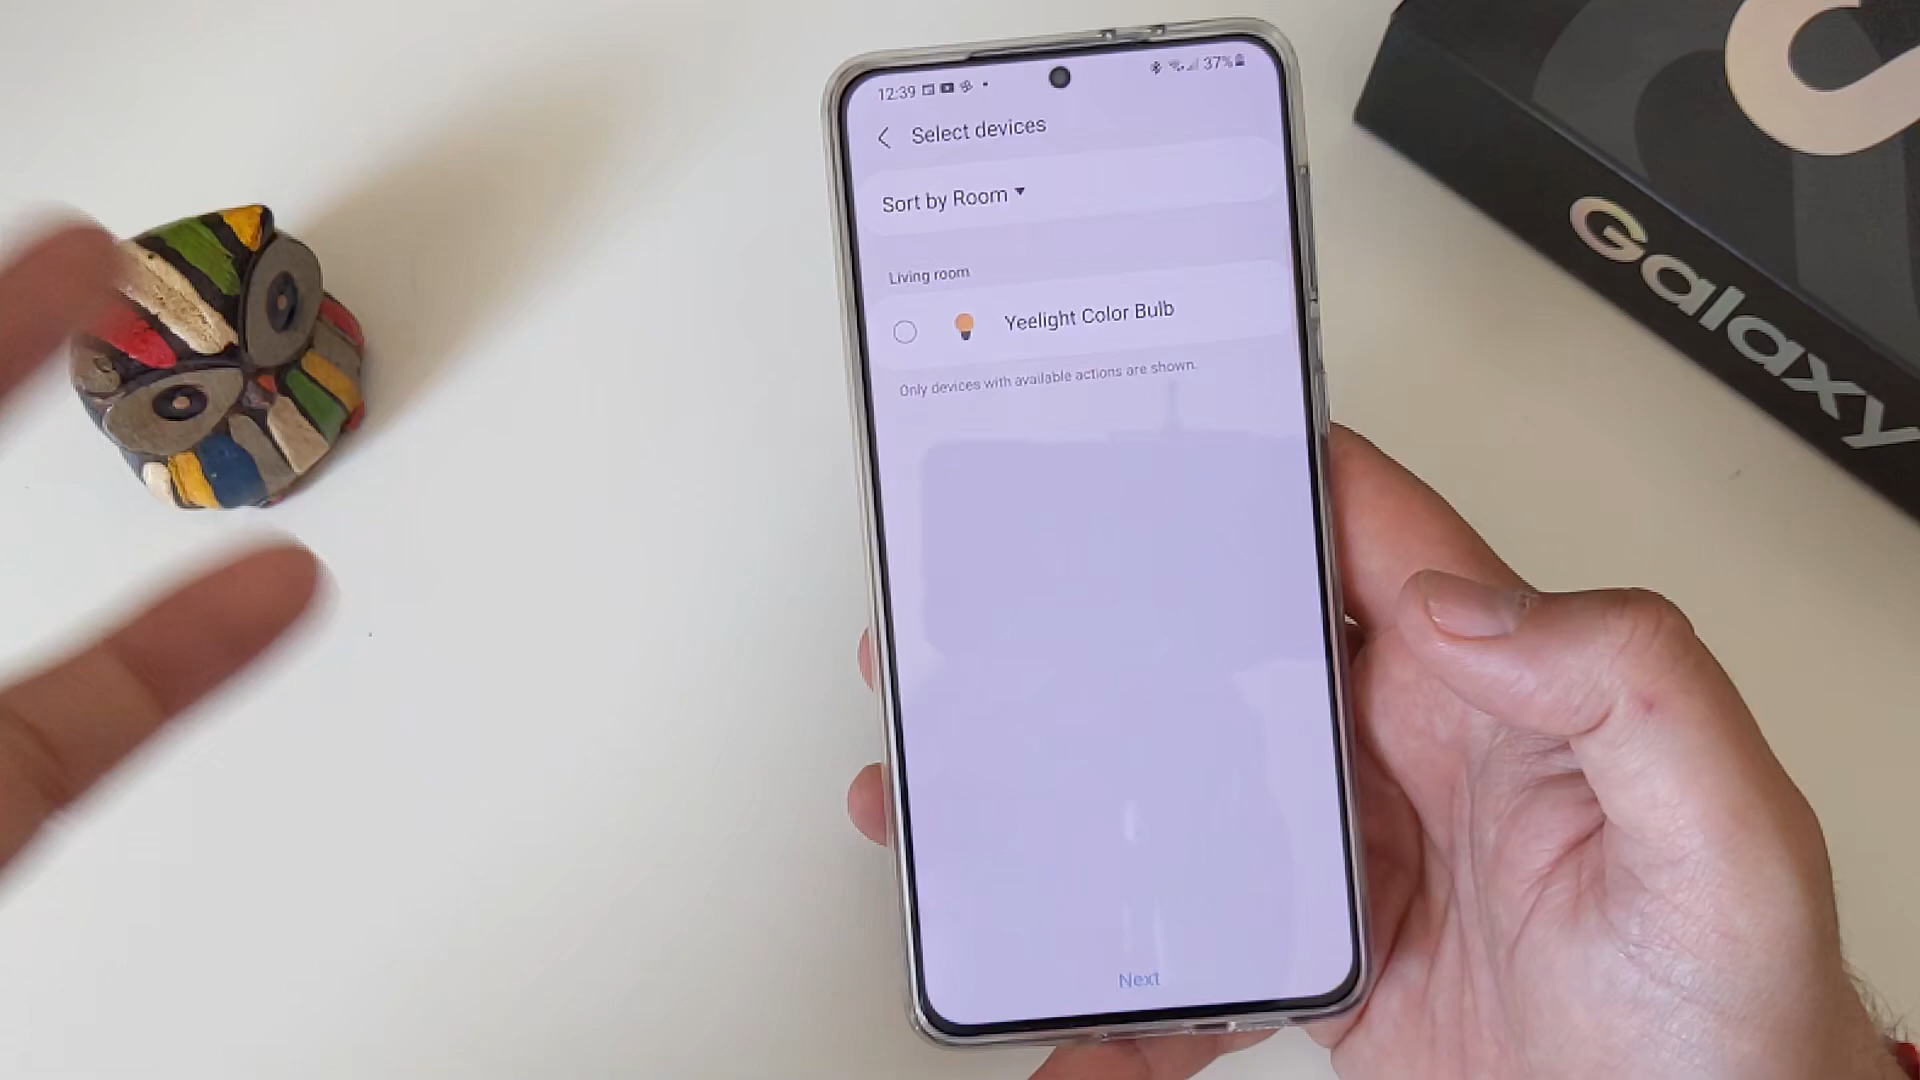 12:39
37%
Select devices
Sort by Room
Living room
Yeelight Color Bulb
Only devices with available actions are shown.
Next
S
Galaxy